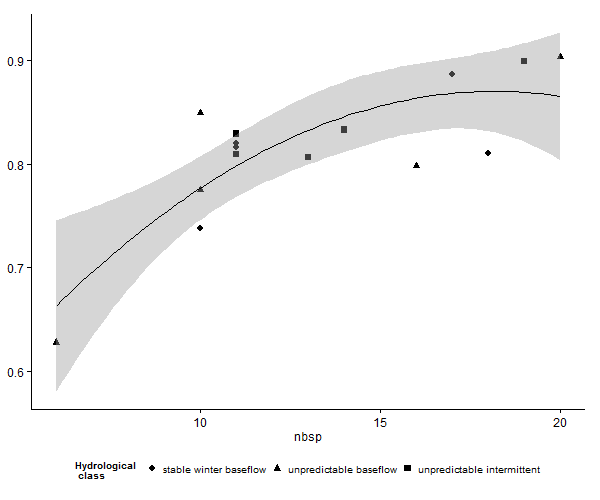 0.9
0.8
0.7
0.6
10 15 20
nbsp
Hydrological
class
stable winter baseflow unpredictable baseflow unpredictable intermittent